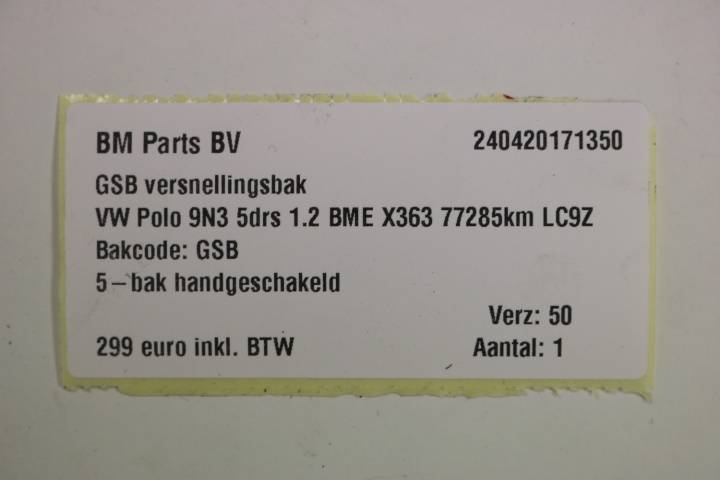 BM Parts BV 240420171350
GSB versnellingsbak
VW Polo 9N3 5drs 1.2 BME X363 77285km LC9Z
Bakcode: GSB
5-bak handgeschakeld
Verz: 50
299 euro inkl. BTW Aantal: 1